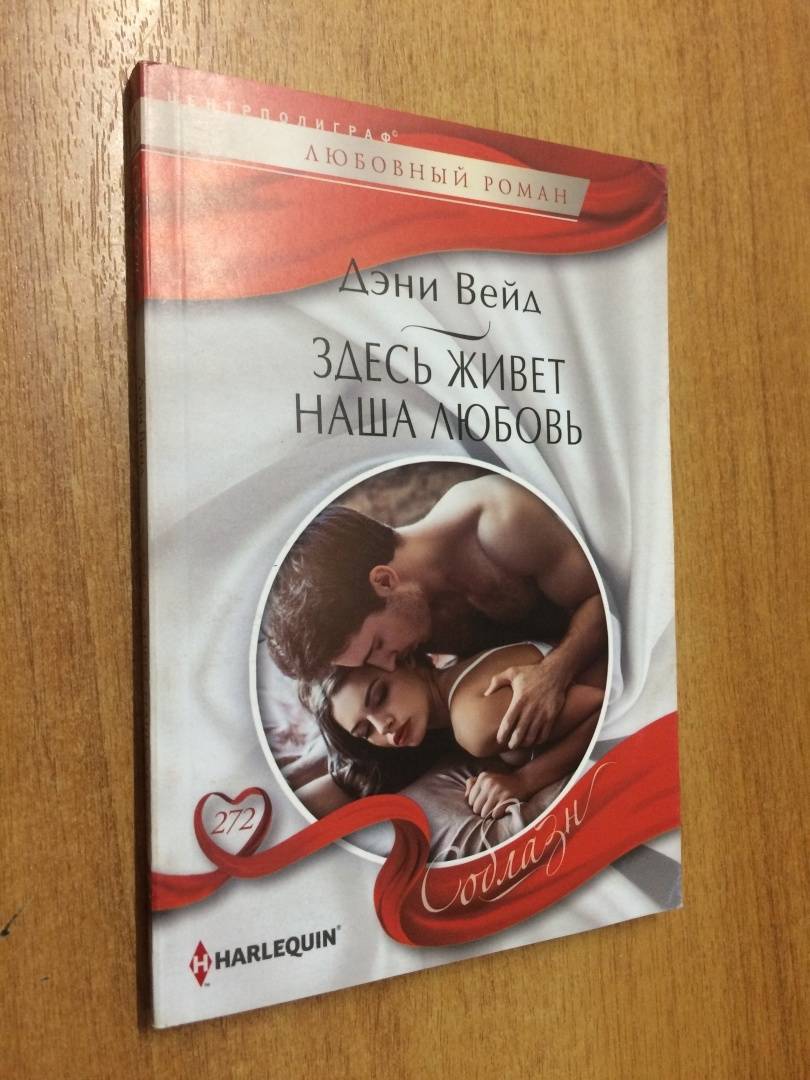 ЦЕНТРПОЛИГРАФ©
ЛЮБОВНЫЙ РОМАН
Дэни Вейд
ЗДЕСЬ ЖИВЕТ
НАША ЛЮБОВЬ
272
Соблазн
H HARLEQUIN®